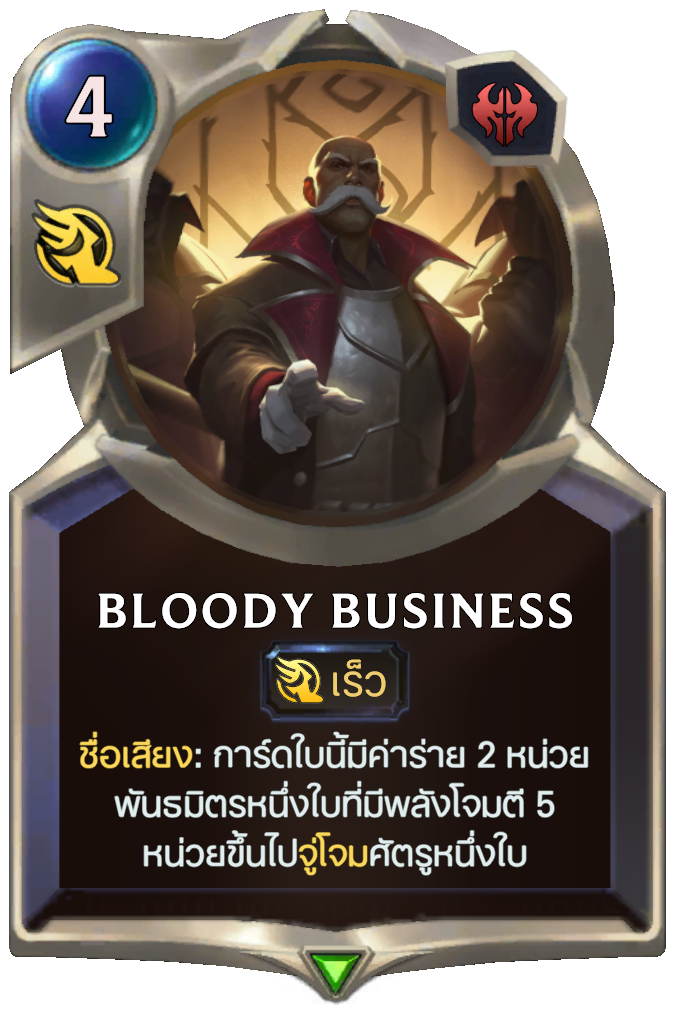 4
BLOODY BUSINESS
เร็ว
ชื่อเสียง: การ์ดใบนี้มีค่าร่าย 2 หน่วย
พันธมิตรหนึ่งใบที่มีพลังโจมตี 5
หน่วยขึ้นไปจู่โจมศัตรูหนึ่งใบ